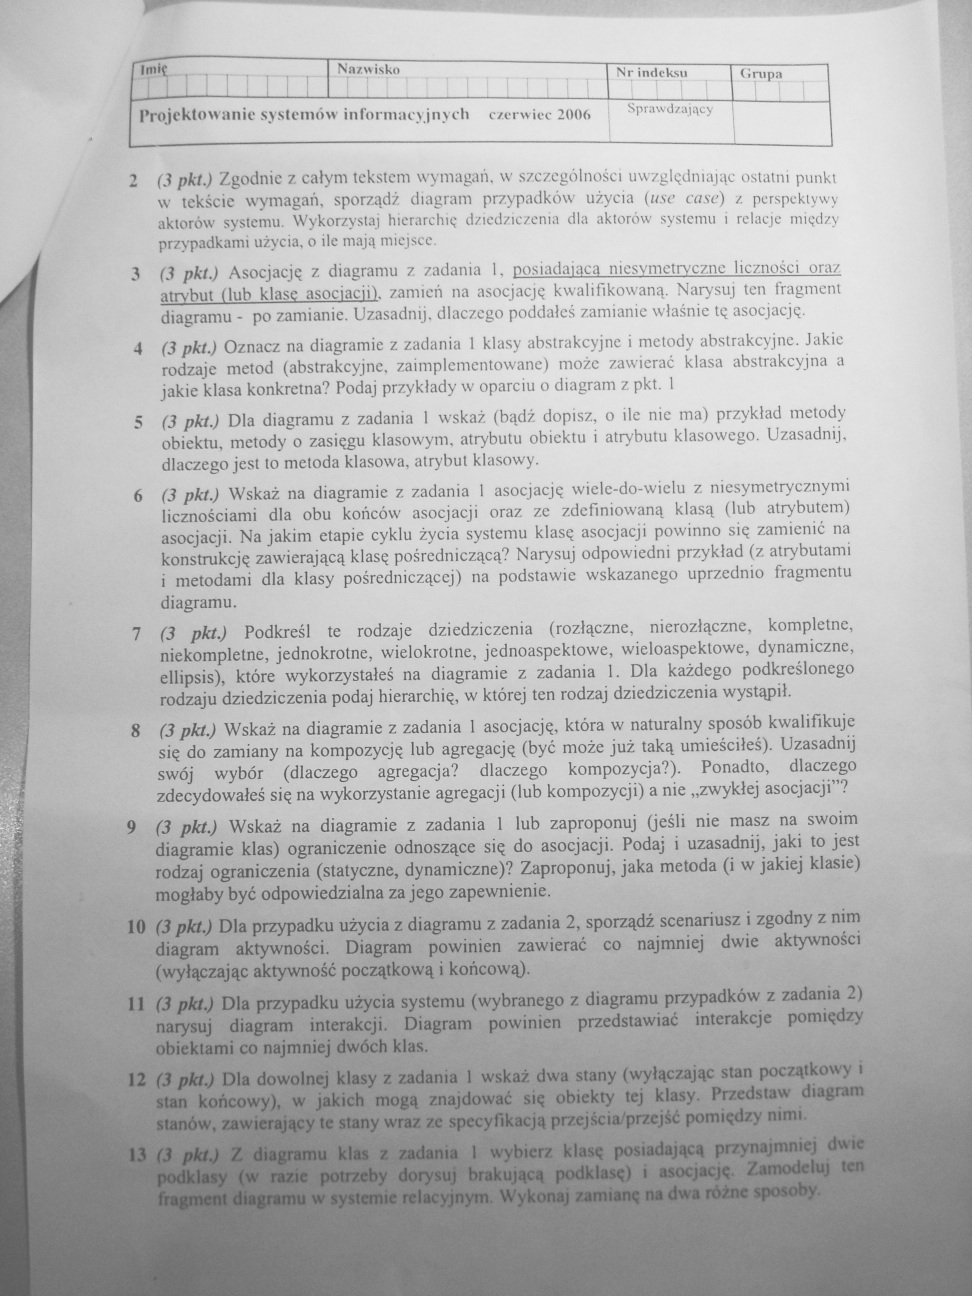 Imię Nazwisko Nr indeksu Grupa
Projektowanie systemów informacyjnych czerwiec 2006 Sprawdzający
2 (3 pkt.) Zgodnie z całym tekstem wymagań, w szczególności uwzględniając ostatni punkt
w tekście wymagań, sporządź diagram przypadków użycia (use case) z perspektywy
aktorów systemu. Wykorzystaj hierarchię dziedziczenia dla aktorów systemu i relacje między
przypadkami użycia, o ile mają miejsce.
3 (3 pkt.) Asocjację z diagramu z zadania 1, posiadającą niesymetryczne liczności oraz
atrybut (lub klasę asocjacji), zamień na asocjację kwalifikowaną. Narysuj ten fragment
diagramu - po zamianie. Uzasadnij, dlaczego poddałeś zamianie właśnie tę asocjację.
4 (3 pkt.) Oznacz na diagramie z zadania 1 klasy abstrakcyjne i metody abstrakcyjne. Jakie
rodzaje metod (abstrakcyjne, zaimplementowane) może zawierać klasa abstrakcyjna a
jakie klasa konkretna? Podaj przykłady w oparciu o diagram z pkt. 1
5 (3 pkt.) Dla diagramu z zadania 1 wskaż (bądź dopisz, o ile nie ma) przykład metody
obiektu, metody o zasięgu klasowym, atrybutu obiektu i atrybutu klasowego. Uzasadnij,
dlaczego jest to metoda klasowa, atrybut klasowy.
6 (3 pkt.) Wskaż na diagramie z zadania 1 asocjację wiele-do-wielu z niesymetrycznymi
licznościami dla obu końców asocjacji oraz ze zdefiniowaną klasą (lub atrybutem)
asocjacji. Na jakim etapie cyklu życia systemu klasę asocjacji powinno się zamienić na
konstrukcję zawierającą klasę pośredniczącą? Narysuj odpowiedni przykład (z atrybutami
i metodami dla klasy pośredniczącej) na podstawie wskazanego uprzednio fragmentu
diagramu.
7 (3 pkt.) Podkreśl te rodzaje dziedziczenia (rozłączne, nierozłączne, kompletne,
niekompletne, jednokrotne, wielokrotne, jednoaspektowe, wieloaspektowe, dynamiczne,
ellipsis), które wykorzystałeś na diagramie z zadania 1. Dla każdego podkreślonego
rodzaju dziedziczenia podaj hierarchię, w której ten rodzaj dziedziczenia wystąpił.
8 (3 pkt.) Wskaż na diagramie z zadania 1 asocjację, która w naturalny sposób kwalifikuje
się do zamiany na kompozycję lub agregację (być może już taką umieściłeś). Uzasadnij
swój wybór (dlaczego agregacja? dlaczego kompozycja?). Ponadto, dlaczego
zdecydowałeś się na wykorzystanie agregacji (lub kompozycji) a nie „zwykłej asocjacji”?
9 (3 pkt.) Wskaż na diagramie z zadania 1 lub zaproponuj (jeśli nie masz na swoim
diagramie klas) ograniczenie odnoszące się do asocjacji. Podaj i uzasadnij, jaki to jest
rodzaj ograniczenia (statyczne, dynamiczne)? Zaproponuj, jaka metoda (i w jakiej klasie)
mogłaby być odpowiedzialna za jego zapewnienie.
10 (3 pkt.) Dla przypadku użycia z diagramu z zadania 2, sporządź scenariusz i zgodny z nim
diagram aktywności. Diagram powinien zawierać co najmniej dwie aktywności
(wyłączając aktywność początkową i końcową).
11 (3 pkt.) Dla przypadku użycia systemu (wybranego z diagramu przypadków z zadania 2)
narysuj diagram interakcji. Diagram powinien przedstawiać interakcje pomiędzy
obiektami co najmniej dwóch klas.
12 (3 pkt.) Dla dowolnej klasy z zadania 1 wskaż dwa stany (wyłączając stan początkowy i
stan końcowy), w jakich mogą znajdować się obiekty tej klasy. Przedstaw diagram
stanów, zawierający te stany wraz ze specyfikacją przejścia/przejść pomiędzy nimi.
13 (3 pkt.) Z diagramu klas z zadania 1 wybierz klasę posiadającą przynajmniej dwie
podklasy (w razie potrzeby dorysuj brakującą podklasę) i asocjację. Zamodeluj ten
fragment diagramu w systemie relacyjnym. Wykonaj zamianę na dwa różne sposoby.